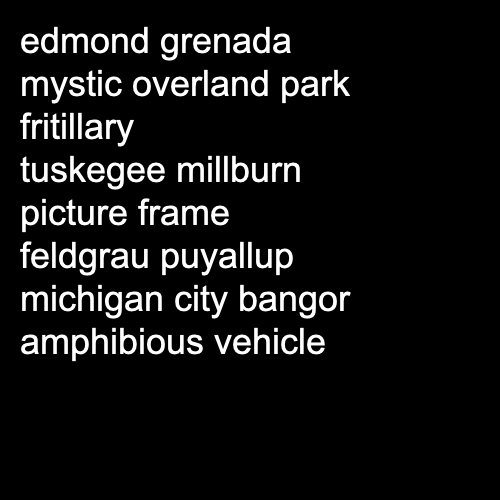 edmond grenada
mystic overland park
fritillary
tuskegee millburn
picture frame
feldgrau puyallup
michigan city bangor
amphibious vehicle